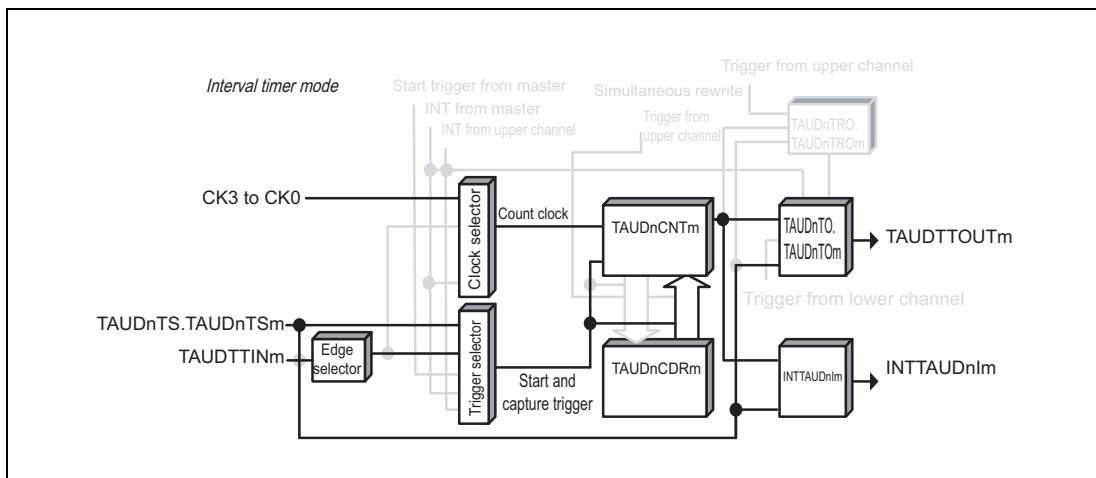 Trigger from upper channel
Interval timer mode
Start trigger from master
Simultaneous rewrite
INT from master
Trigger from
upper channel
INT from upper channel
TAUDnTRO.
TAUDnTROm
CK3 to CK0
Clock selector
Count clock
TAUDnCNTm
TAUDnTO.
TAUDnTOm
TAUDTTOUTm
Trigger from lower channel
TAUDnTS.TAUDnTSm
TAUDTTINm
Edge
selector
Trigger selector
Start and
capture trigger
TAUDnCDRm
INTTAUDnIm
INTTAUDnIm